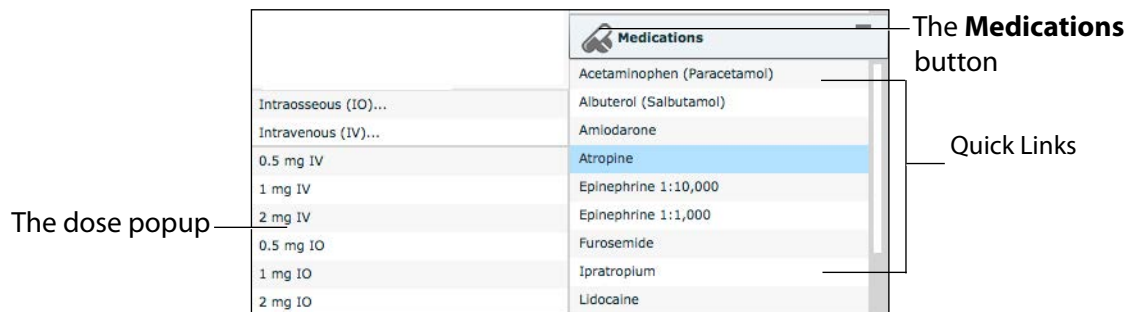 The Medications
button
Medications
Acetaminophen (Paracetamol)
Albuterol (Salbutamol)
Amiodarone
Atropine
Epinephrine 1:10,000
Epinephrine 1:1,000
Furosemide
Ipratropium
Lidocaine
Quick Links
Intraosseous (IO)...
Intravenous (IV)...
0.5 mg IV
1 mg IV
2 mg IV
0.5 mg IO
1 mg IO
2 mg IO
The dose popup